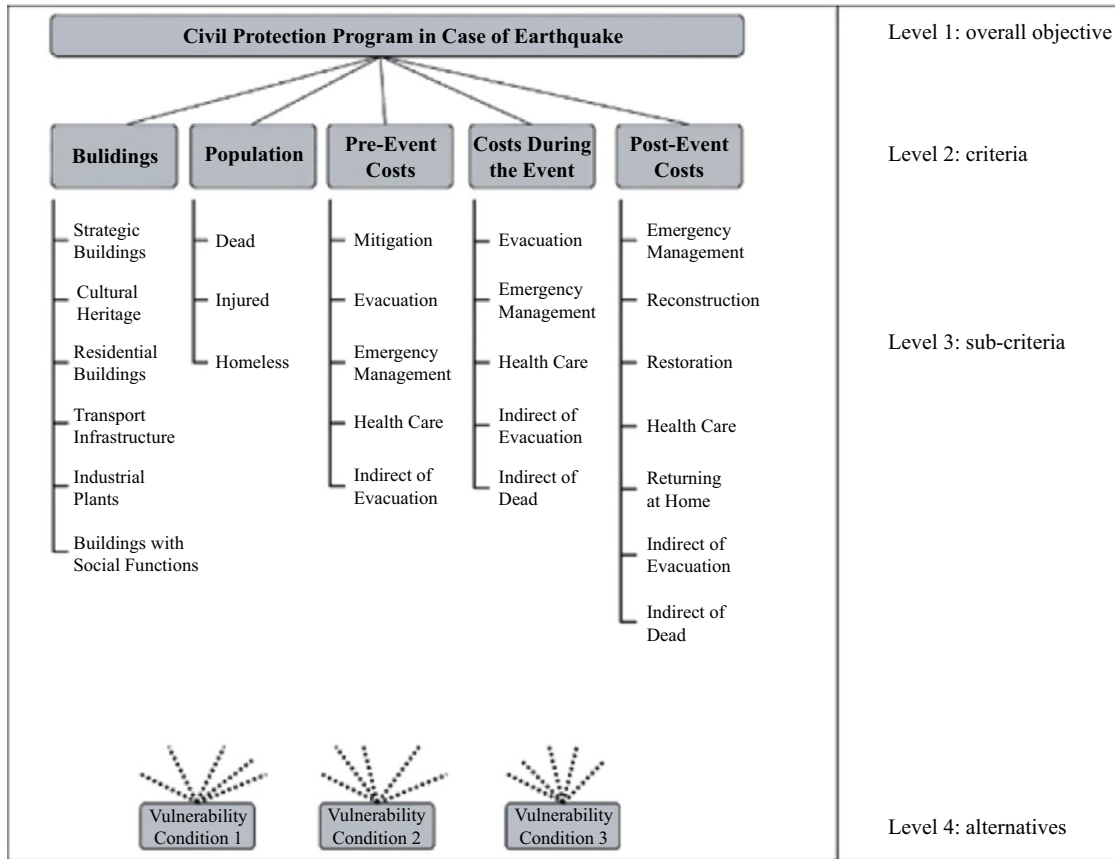 Civil Protection Program in Case of Earthquake
Level 1: overall objective
Bulidings
Population
Pre-Event
Costs
Costs During
the Event
Post-Event
Costs
Level 2: criteria
Strategic
Buildings
Cultural
Heritage
Residential
Buildings
Transport
Infrastructure
Industrial
Plants
Buildings with
Social Functions
Dead
Injured
Homeless
Mitigation
Evacuation
Emergency
Management
Health Care
Indirect of
Evacuation
Evacuation
Emergency
Management
Health Care
Indirect of
Evacuation
Indirect of
Dead
Emergency
Management
Reconstruction
Restoration
Health Care
Returning
at Home
Indirect of
Evacuation
Indirect of
Dead
Level 3: sub-criteria
Vulnerability
Condition 1
Vulnerability
Condition 2
Vulnerability
Condition 3
Level 4: alternatives